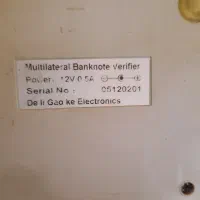 Multilateral Banknote Verifier
Power: 12V 0.5A
Serial No: 05120201
De li Gao ke Electronics